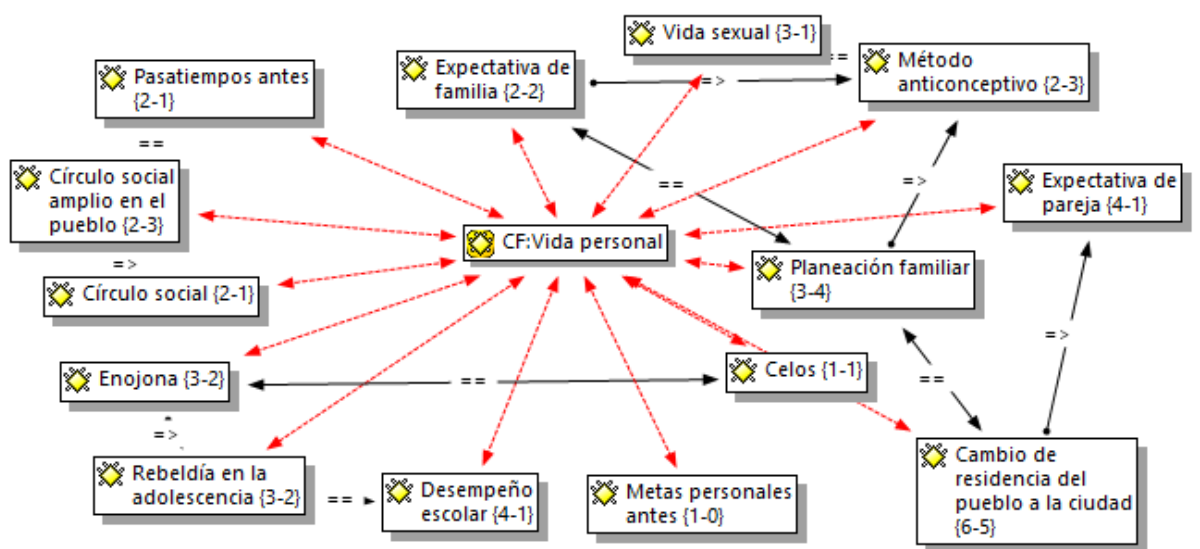 Vida sexual {3-1}
==
Pasatiempos antes
{2-1}
Expectativa de
familia {2-2}
=>
Método
anticonceptivo {2-3}
==
Círculo social
amplio en el
pueblo {2-3}
==
=>
Expectativa de
pareja {4-1}
CF:Vida personal
Planeación familiar
{3-4}
=>
Círculo social {2-1}
=>
Enojona {3-2}
==
Celos {1-1}
==
=>
Rebeldía en la
adolescencia {3-2}
==
Desempeño
escolar {4-1}
Metas personales
antes {1-0}
Cambio de
residencia del
pueblo a la ciudad
{6-5}